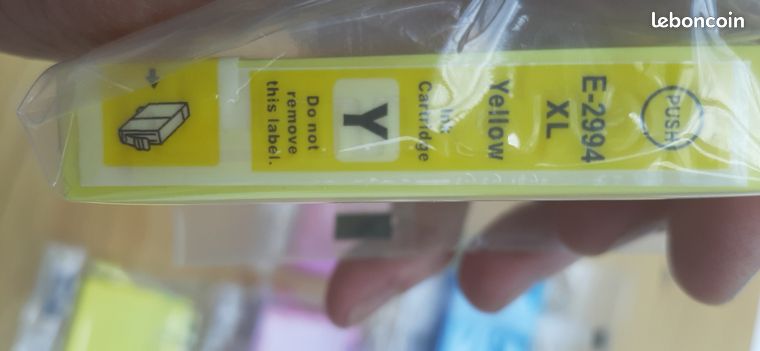 leboncoin
PUSH
E-2994
XL
Yellow
Ink
Cartridge
Y
Do not
remove
this label.